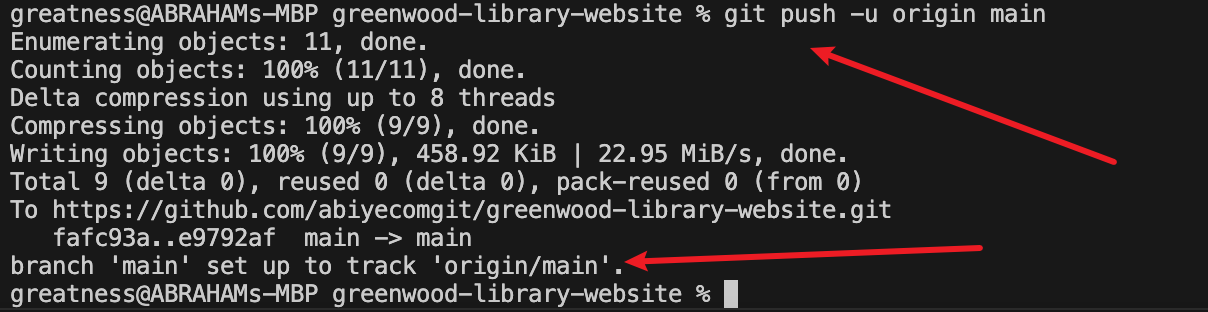 greatness@ABRAHAMs-MBP greenwood-library-website % git push -u origin main
Enumerating objects: 11, done.
Counting objects: 100% (11/11), done.
Delta compression using up to 8 threads
Compressing objects: 100% (9/9), done.
Writing objects: 100% (9/9), 458.92 KiB | 22.95 MiB/s, done.
Total 9 (delta 0), reused 0 (delta 0), pack-reused 0 (from 0)
To https://github.com/abiyecomgit/greenwood-library-website.git
   fafc93a..e9792af  main -> main
branch 'main' set up to track 'origin/main'.
greatness@ABRAHAMs-MBP greenwood-library-website %